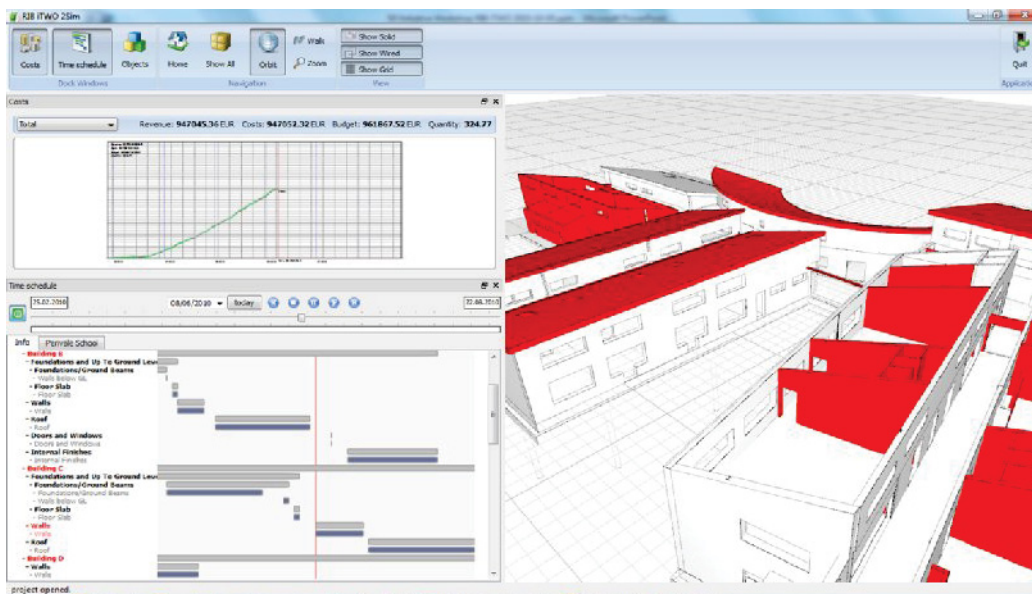 RIB iTWO 2Sim
Costs
Time schedule
Objects
Home
Show All
Orbit
Walk
Zoom
Show Solid
Show Wired
Show Grid
Quit
Dock Windows
Navigation
View
Application
Costs
Total
Revenue: 947045.36 EUR Costs: 947052.32 EUR Budget: 961867.52 EUR Quantity: 324.77
Time schedule
25.02.2010
08/06/2010
Today
22.08.2010
Info
Perivale School
- Building B
- Foundations and Up To Ground Leve
- Foundations/Ground Beams
- Walls Below GL
- Floor Slab
- Floor Slab
- Walls
- Walls
- Roof
- Roof
- Doors and Windows
- Doors and Windows
- Internal Finishes
- Internal Finishes
- Building C
- Foundations and Up To Ground Leve
- Foundations/Ground Beams
- Foundations/Ground Beams
- Walls below GL
- Floor Slab
- Floor Slab
- Walls
- Walls
- Roof
- Roof
- Building D
- Walls
- Walls
project opened.